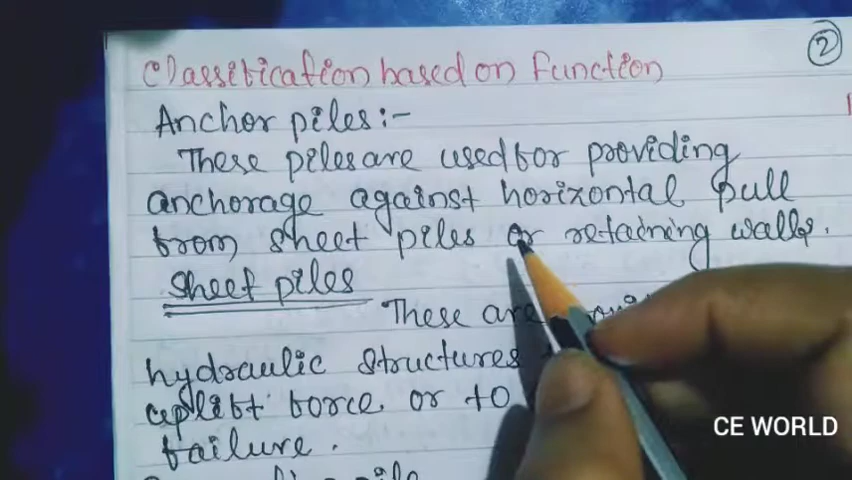 2
Classification based on Function
Anchor piles :-
These piles are used for providing
anchorage against horizontal pull
from sheet piles or retaining walls.
Sheet piles
These are
hydraulic structures
uplift force or to
failure.
CE WORLD